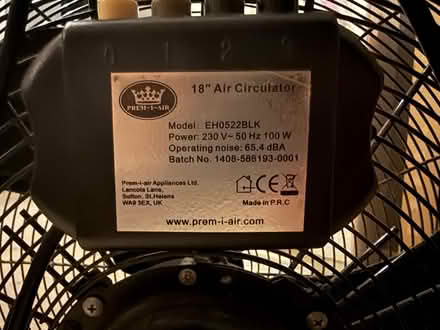 0 1 2 3
PREM-I-AIR
18" Air Circulator
Model: EH0522BLK
Power: 230 V~ 50 Hz 100 W
Operating noise: 65.4 dBA
Batch No. 1408-586193-0001
Prem-i-air Appliances Ltd.
Lancots Lane,
Sutton, St.Helens
WA9 3EX, UK
CE
Made in P.R.C
www.prem-i-air.com